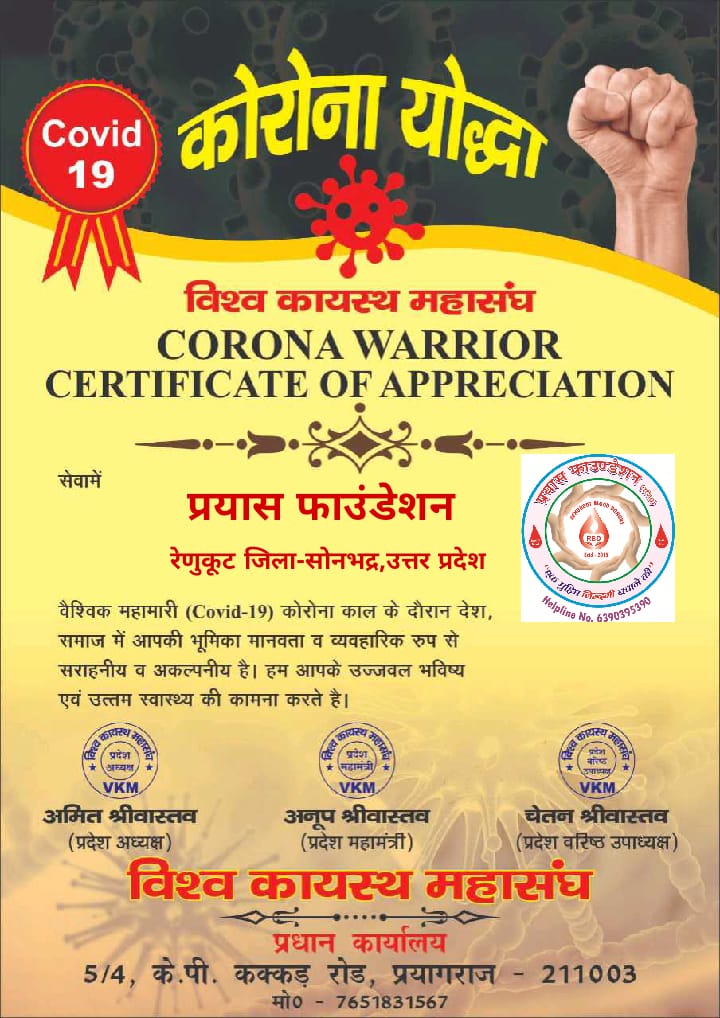 Covid
19
कोरोना योद्धा
विश्व कायस्थ महासंघ
CORONA WARRIOR
CERTIFICATE OF APPRECIATION
सेवामें
प्रयास फाउंडेशन
रेणुकूट जिला-सोनभद्र,उत्तर प्रदेश
प्रयास फाउण्डेशन
RBD
Estd - 2015
"एक मुहिम जिन्दगी बचाने की"
Helpline No. 6390395390
वैश्विक महामारी (Covid-19) कोरोना काल के दौरान देश,
समाज में आपकी भूमिका मानवता व व्यवहारिक रुप से
सराहनीय व अकल्पनीय है। हम आपके उज्जवल भविष्य
एवं उत्तम स्वास्थ्य की कामना करते है।
विश्व कायस्थ महासंघ
प्रदेश
अध्यक्ष
VKM
विश्व कायस्थ महासंघ
प्रदेश
महामंत्री
VKM
विश्व कायस्थ महासंघ
प्रदेश
वरिष्ठ
उपाध्यक्ष
VKM
अमित श्रीवास्तव
(प्रदेश अध्यक्ष)
अनूप श्रीवास्तव
(प्रदेश महामंत्री)
चेतन श्रीवास्तव
(प्रदेश वरिष्ठ उपाध्यक्ष)
विश्व कायस्थ महासंघ
प्रधान कार्यालय
5/4, के.पी. कक्कड़ रोड, प्रयागराज - 211003
मो0 - 7651831567